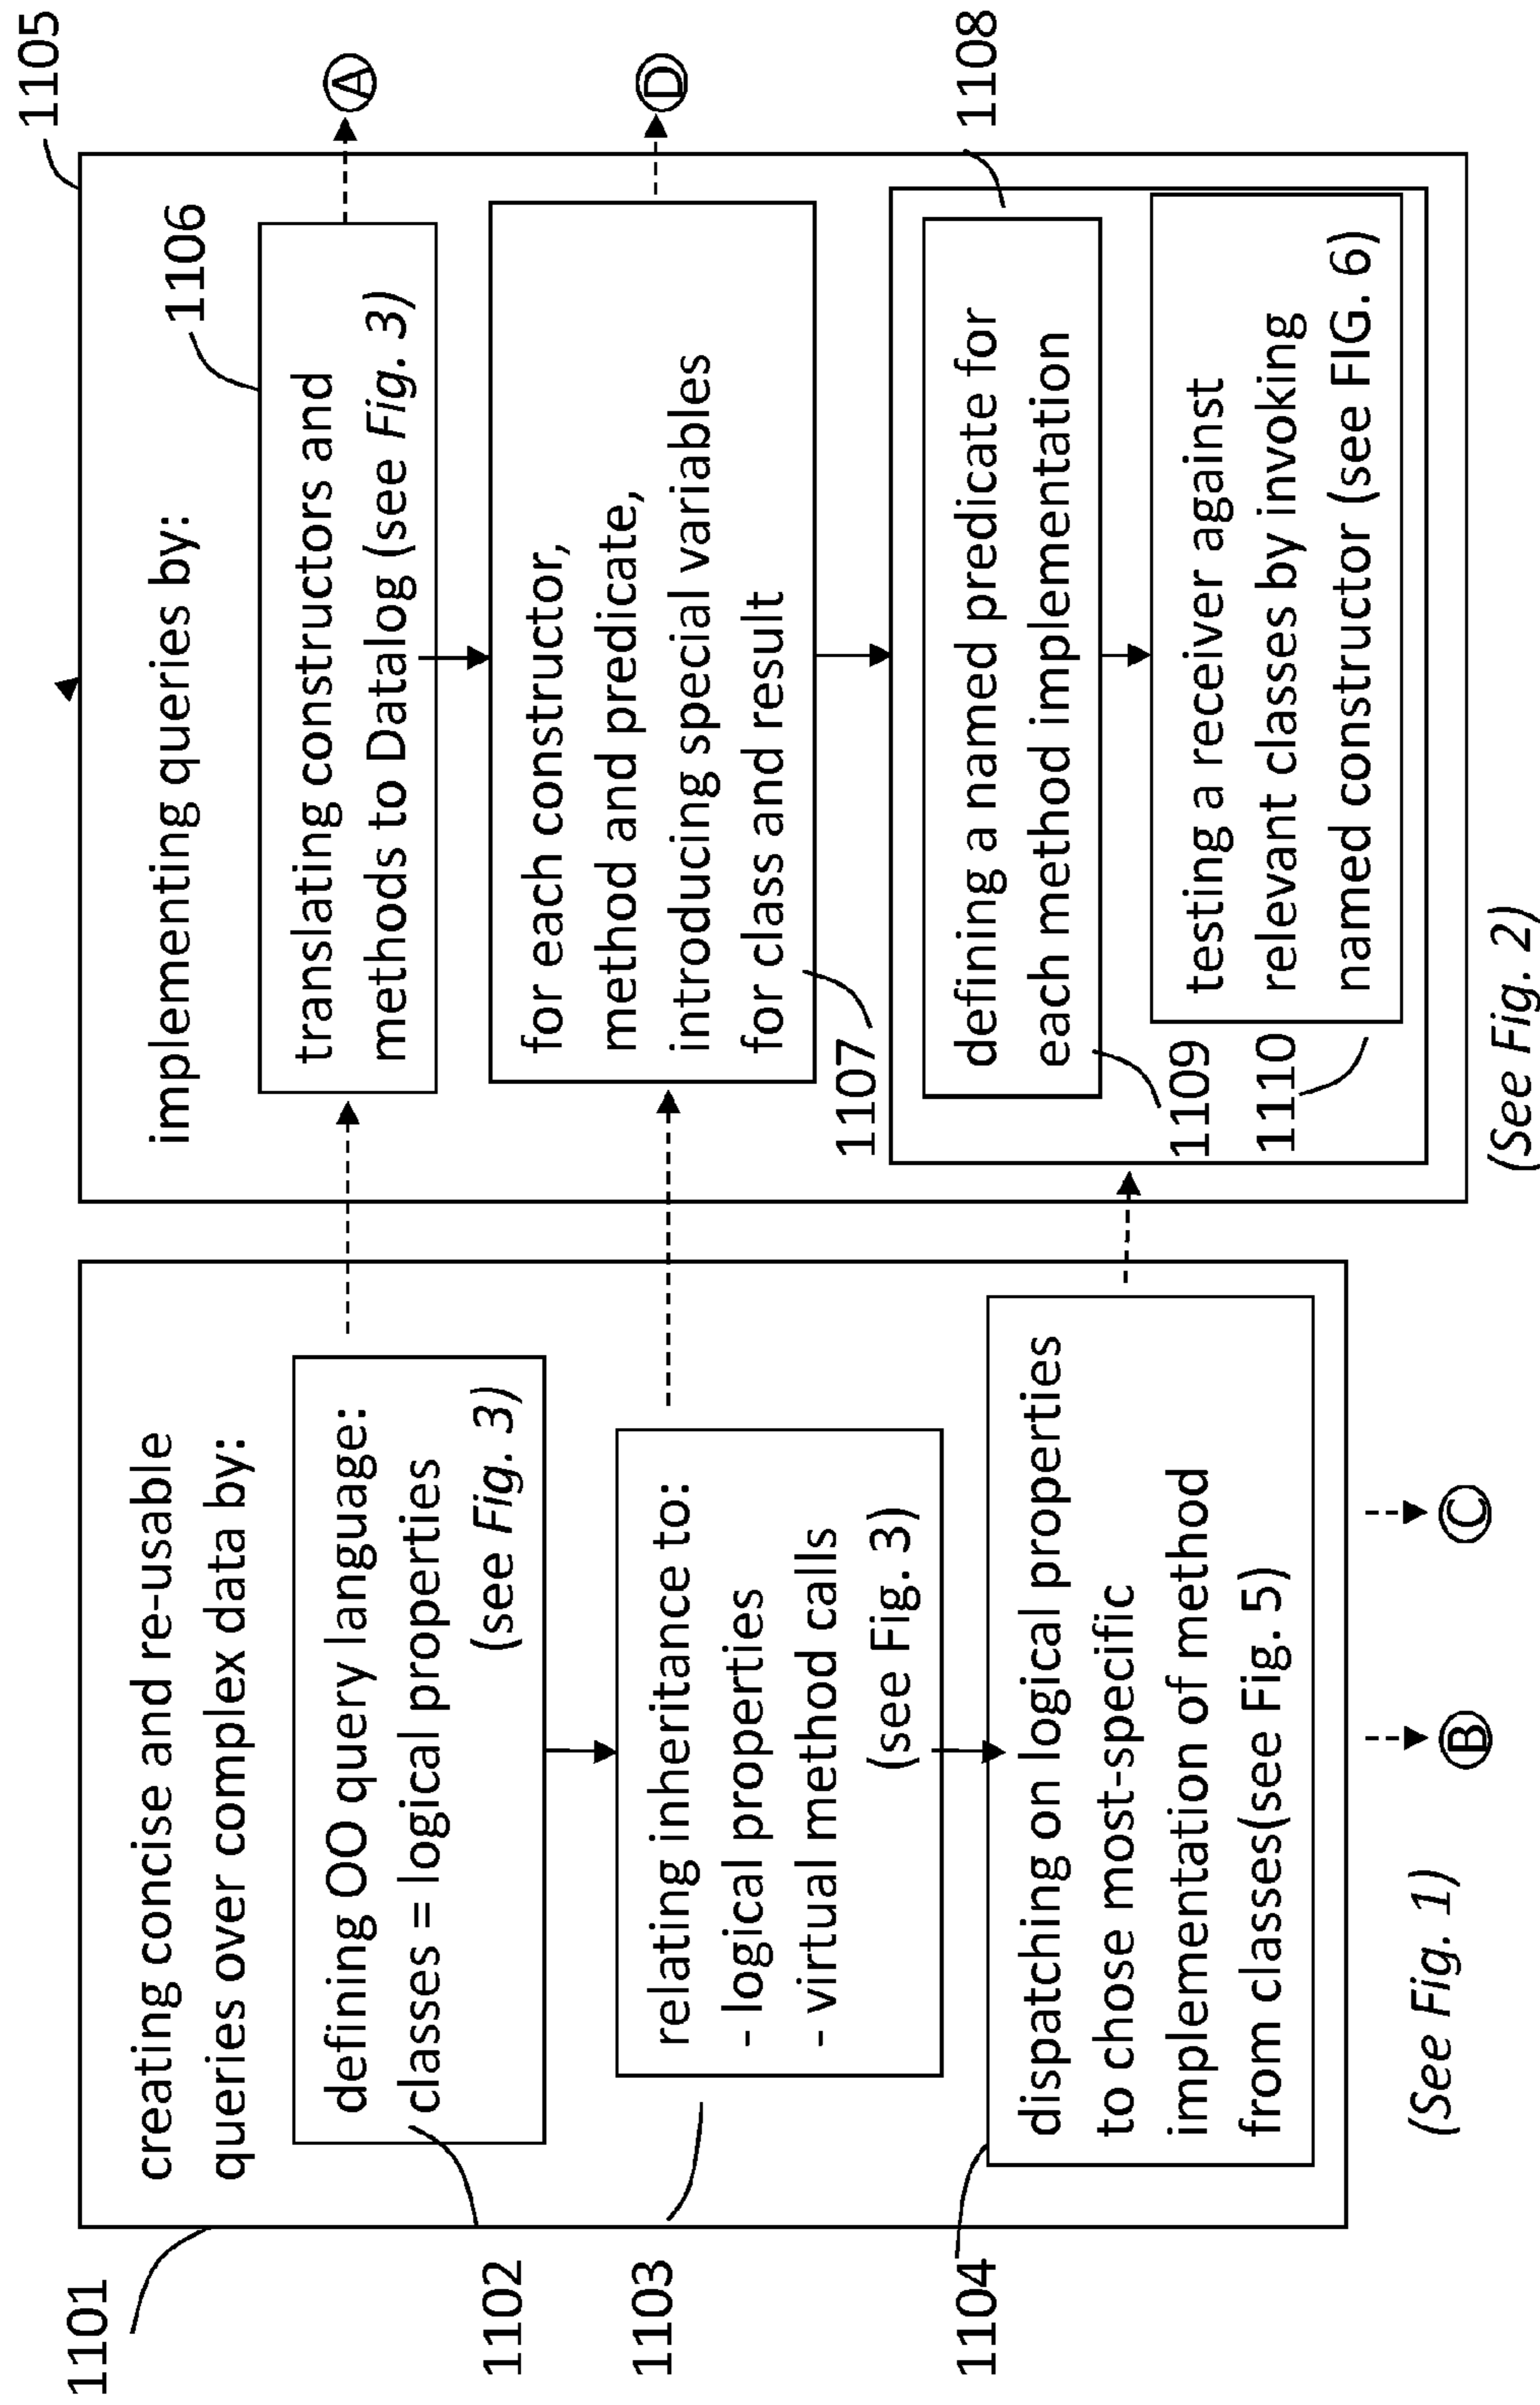 1101
creating concise and re-usable
queries over complex data by:
1102
defining OO query language:
classes = logical properties
(see Fig. 3)
1103
relating inheritance to:
- logical properties
- virtual method calls
(see Fig. 3)
1104
dispatching on logical properties
to chose most-specific
implementation of method
from classes(see Fig. 5)
(See Fig. 1)
B
C
1105
implementing queries by:
1106
translating constructors and
methods to Datalog (see Fig. 3)
A
for each constructor,
method and predicate,
introducing special variables
for class and result
D
1107
1108
defining a named predicate for
each method implementation
1109
1110
testing a receiver against
relevant classes by invoking
named constructor (see FIG. 6)
(See Fig. 2)